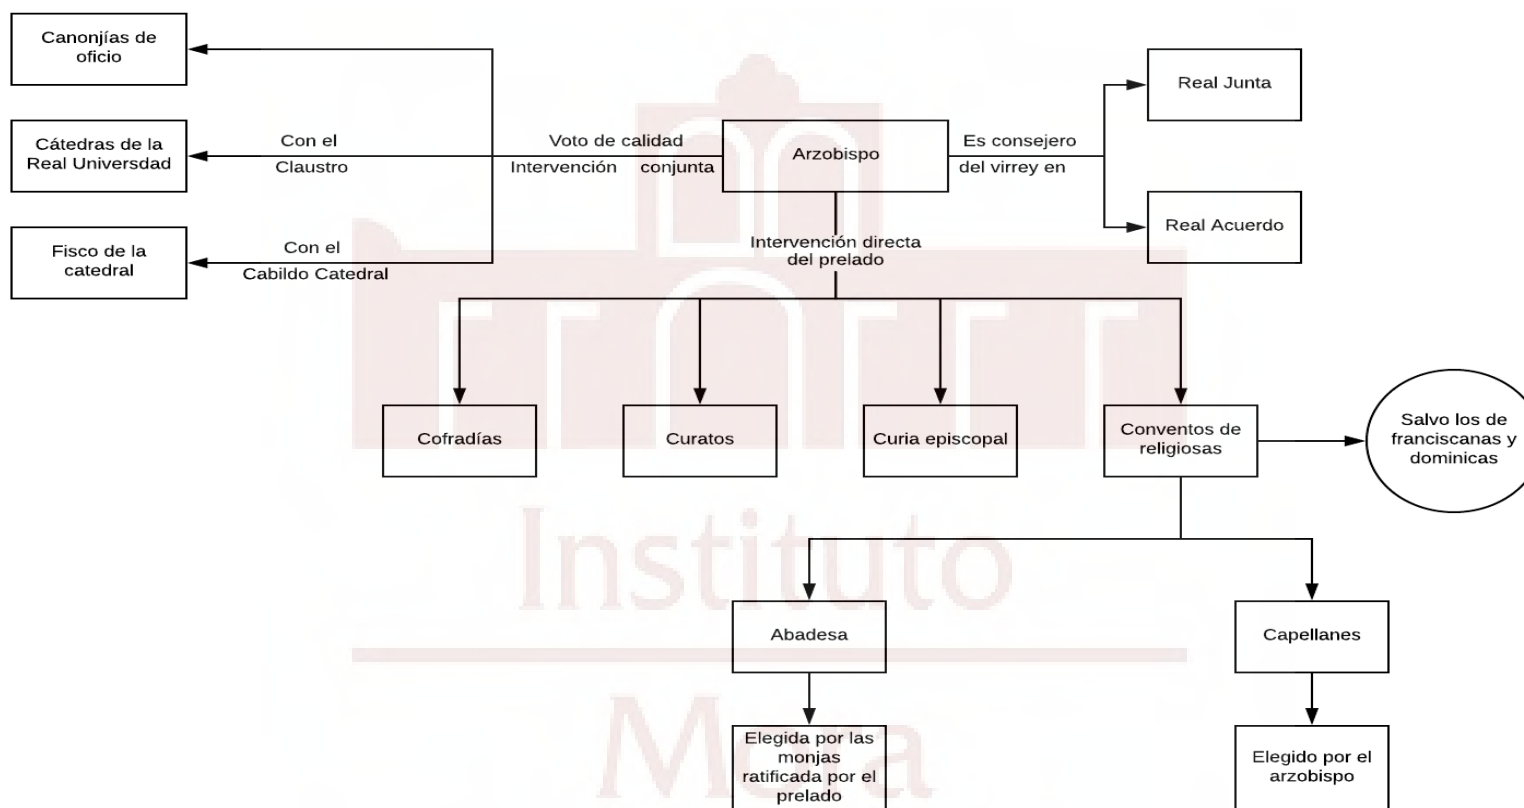 Canonjías de
oficio
Real Junta
Cátedras de la
Real Universdad
Con el
Claustro
Voto de calidad
Intervención conjunta
Arzobispo
Es consejero
del virrey en
Real Acuerdo
Fisco de la
catedral
Con el
Cabildo Catedral
Intervención directa
del prelado
Cofradías
Curatos
Curia episcopal
Conventos de
religiosas
Salvo los de
franciscanas y
dominicas
Instituto
Abadesa
Capellanes
Mora
Elegida por las
monjas
ratificada por el
prelado
Elegido por el
arzobispo